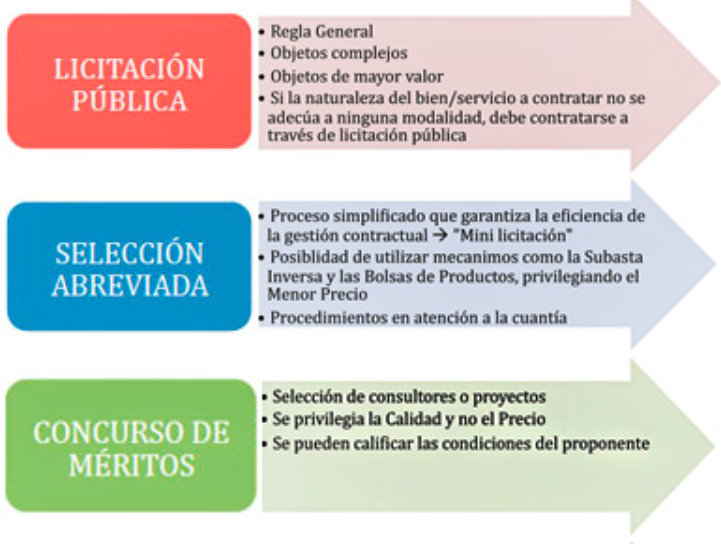 LICITACIÓN
PÚBLICA
• Regla General
• Objetos complejos
• Objetos de mayor valor
• Si la naturaleza del bien/servicio a contratar no se
adecúa a ninguna modalidad, debe contratarse a
través de licitación pública
SELECCIÓN
ABREVIADA
• Proceso simplificado que garantiza la eficiencia de
la gestión contractual → "Mini licitación"
• Posiblidad de utilizar mecanimos como la Subasta
Inversa y las Bolsas de Productos, privilegiando el
Menor Precio
• Procedimientos en atención a la cuantía
CONCURSO DE
MÉRITOS
• Selección de consultores o proyectos
• Se privilegia la Calidad y no el Precio
• Se pueden calificar las condiciones del proponente